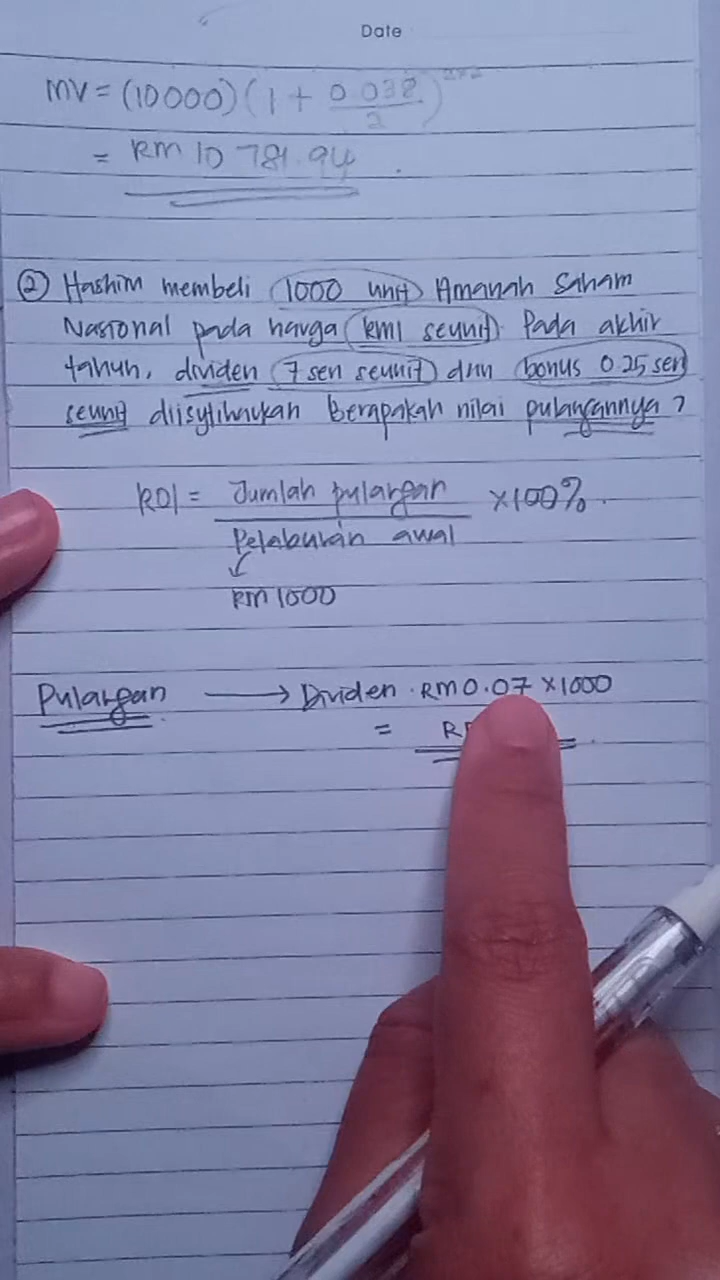 Date
MV = (10000)(1 + 0.038/2)
= RM 10 781.94
② Hashim membeli 1000 unit Amanah Saham
Nasional pada harga RM1 seunit. Pada akhir
tahun, dividen 7 sen seunit dan bonus 0.25 sen
seunit diisytiharkan Berapakah nilai pulangannya?
ROI = Jumlah pulangan × 100%
Pelaburan awal
RM 1000
Pulangan → Dividen RM0.07 × 1000
=